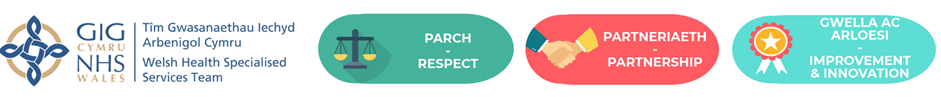 GIG
CYMRU
NHS
WALES
Tîm Gwasanaethau Iechyd
Arbenigol Cymru
Welsh Health Specialised
Services Team
PARCH
-
RESPECT
PARTNERIAETH
-
PARTNERSHIP
GWELLA AC
ARLOESI
-
IMPROVEMENT
& INNOVATION